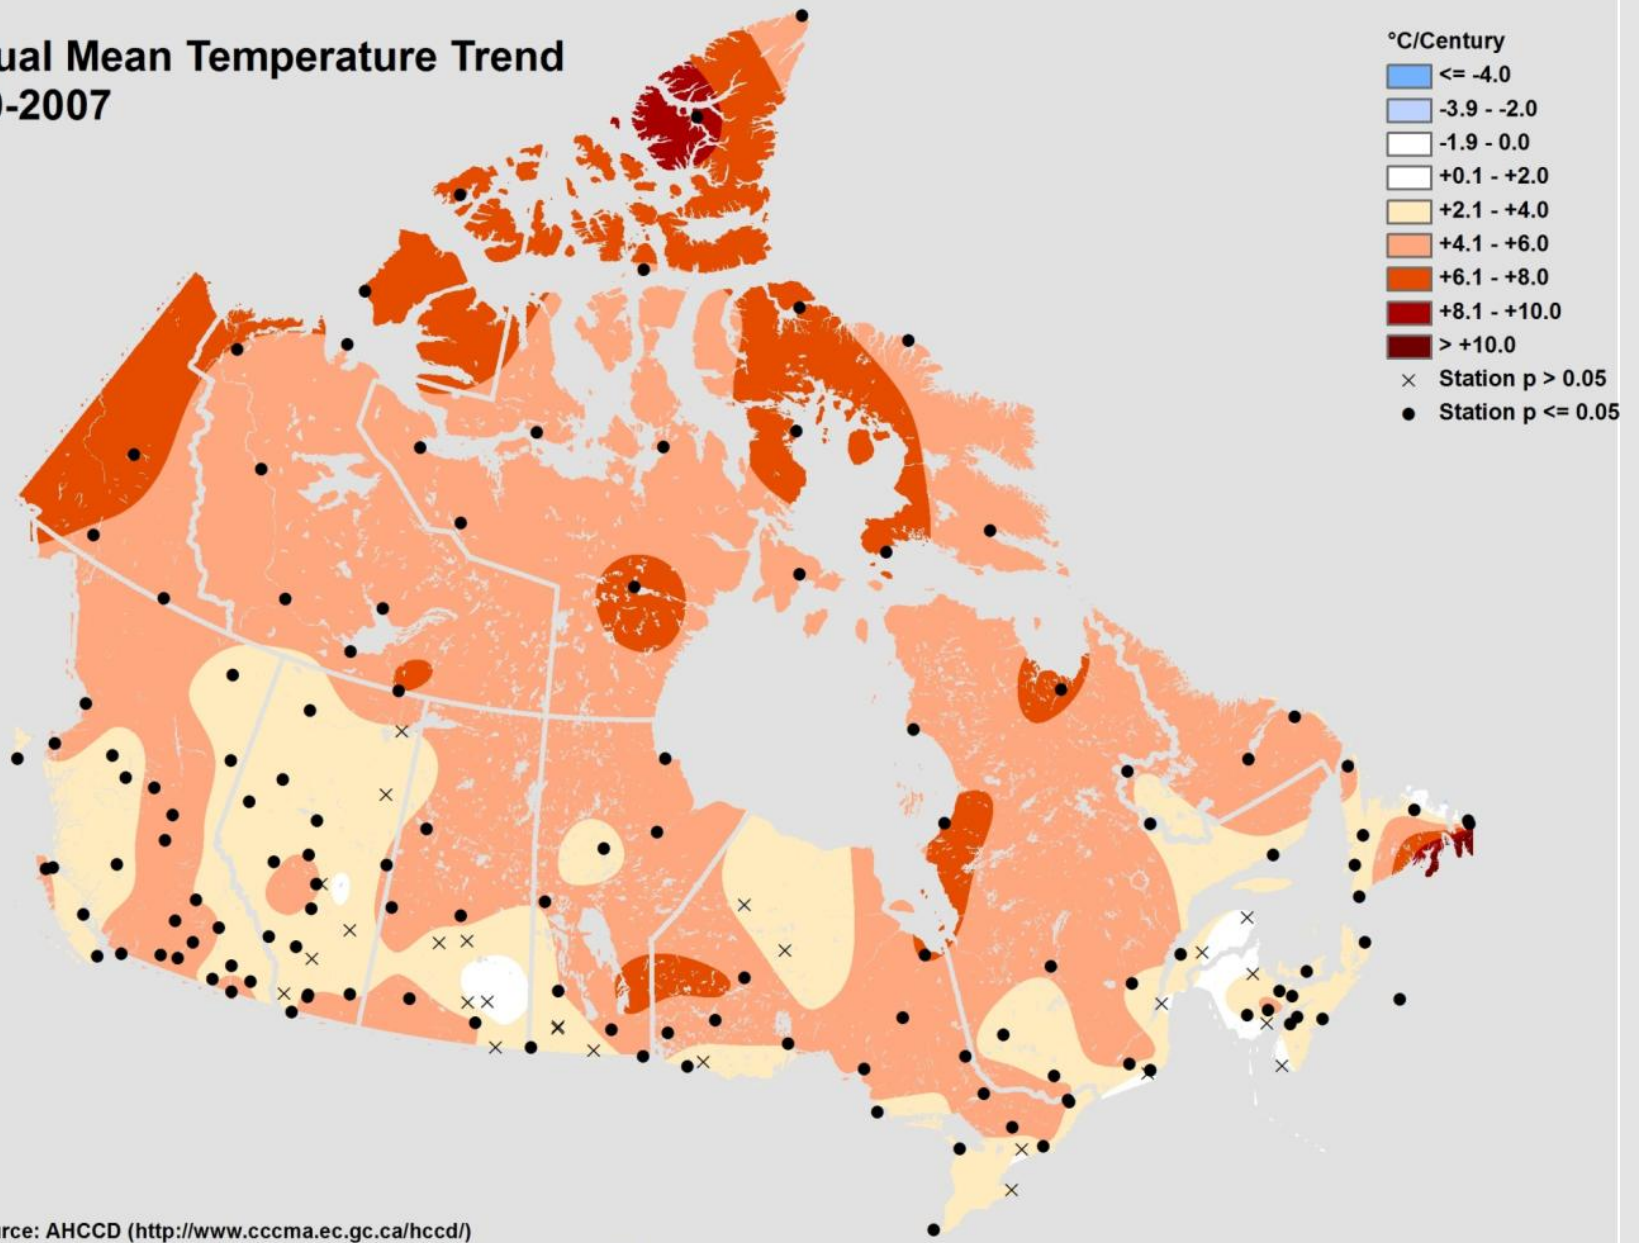 ual Mean Temperature Trend
-2007
°C/Century
<= -4.0
-3.9 - -2.0
-1.9 - 0.0
+0.1 - +2.0
+2.1 - +4.0
+4.1 - +6.0
+6.1 - +8.0
+8.1 - +10.0
> +10.0
Station p > 0.05
Station p <= 0.05
rce: AHCCD (http://www.cccma.ec.gc.ca/hccd/)